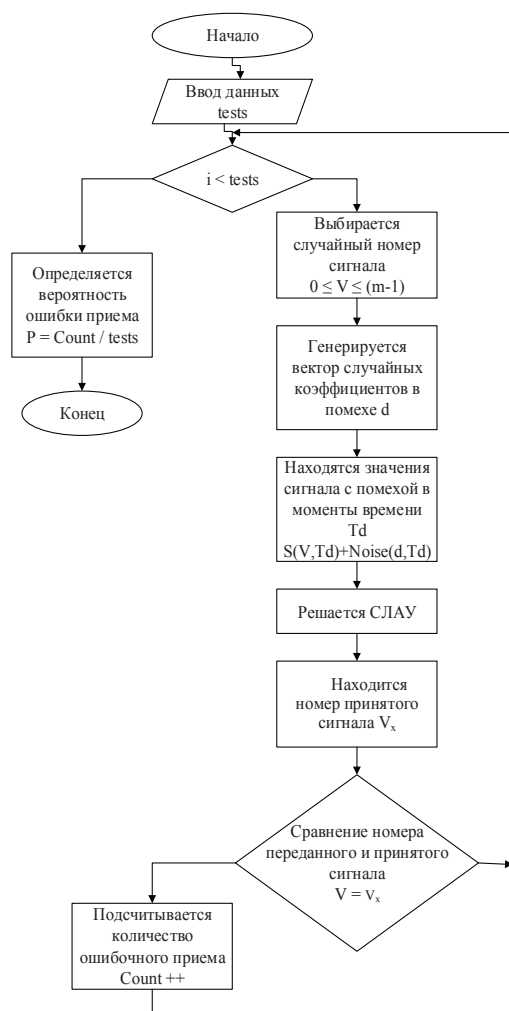 Начало
Ввод данных
tests
i < tests
Выбирается
случайный номер
сигнала
0 ≤ V ≤ (m-1)
Определяется
вероятность
ошибки приема
P = Count / tests
Конец
Генерируется
вектор случайных
коэффициентов в
помехе d
Находятся значения
сигнала с помехой в
моменты времени
Td
S(V,Td)+Noise(d,Td)
Решается СЛАУ
Находится
номер принятого
сигнала Vₓ
Сравнение номера
переданного и принятого
сигнала
V = Vₓ
Подсчитывается
количество
ошибочного приема
Count ++